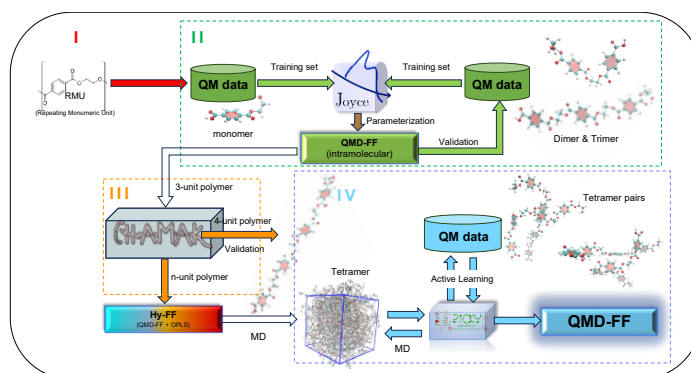 I
II
RMU
(Repeating Monumeric Unit)
QM data
Training set
Joyce
Training set
QM data
monomer
Parameterization
Dimer & Trimer
QMD-FF
(intramolecular)
Validation
3-unit polymer
III
IV
CHAMAK
4-unit polymer
Validation
Tetramer pairs
QM data
Active Learning
n-unit polymer
Tetramer
Hy-FF
(QMD-FF + OPLS)
MD
MD
PICKY
QMD-FF